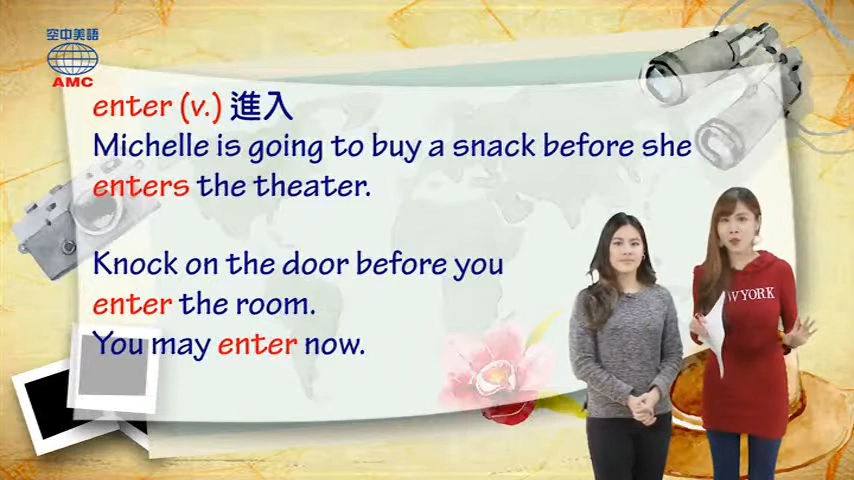 空中美語
AMC
enter (v.) 進入
Michelle is going to buy a snack before she
enters the theater.
Knock on the door before you
enter the room.
You may enter now.
W YORK